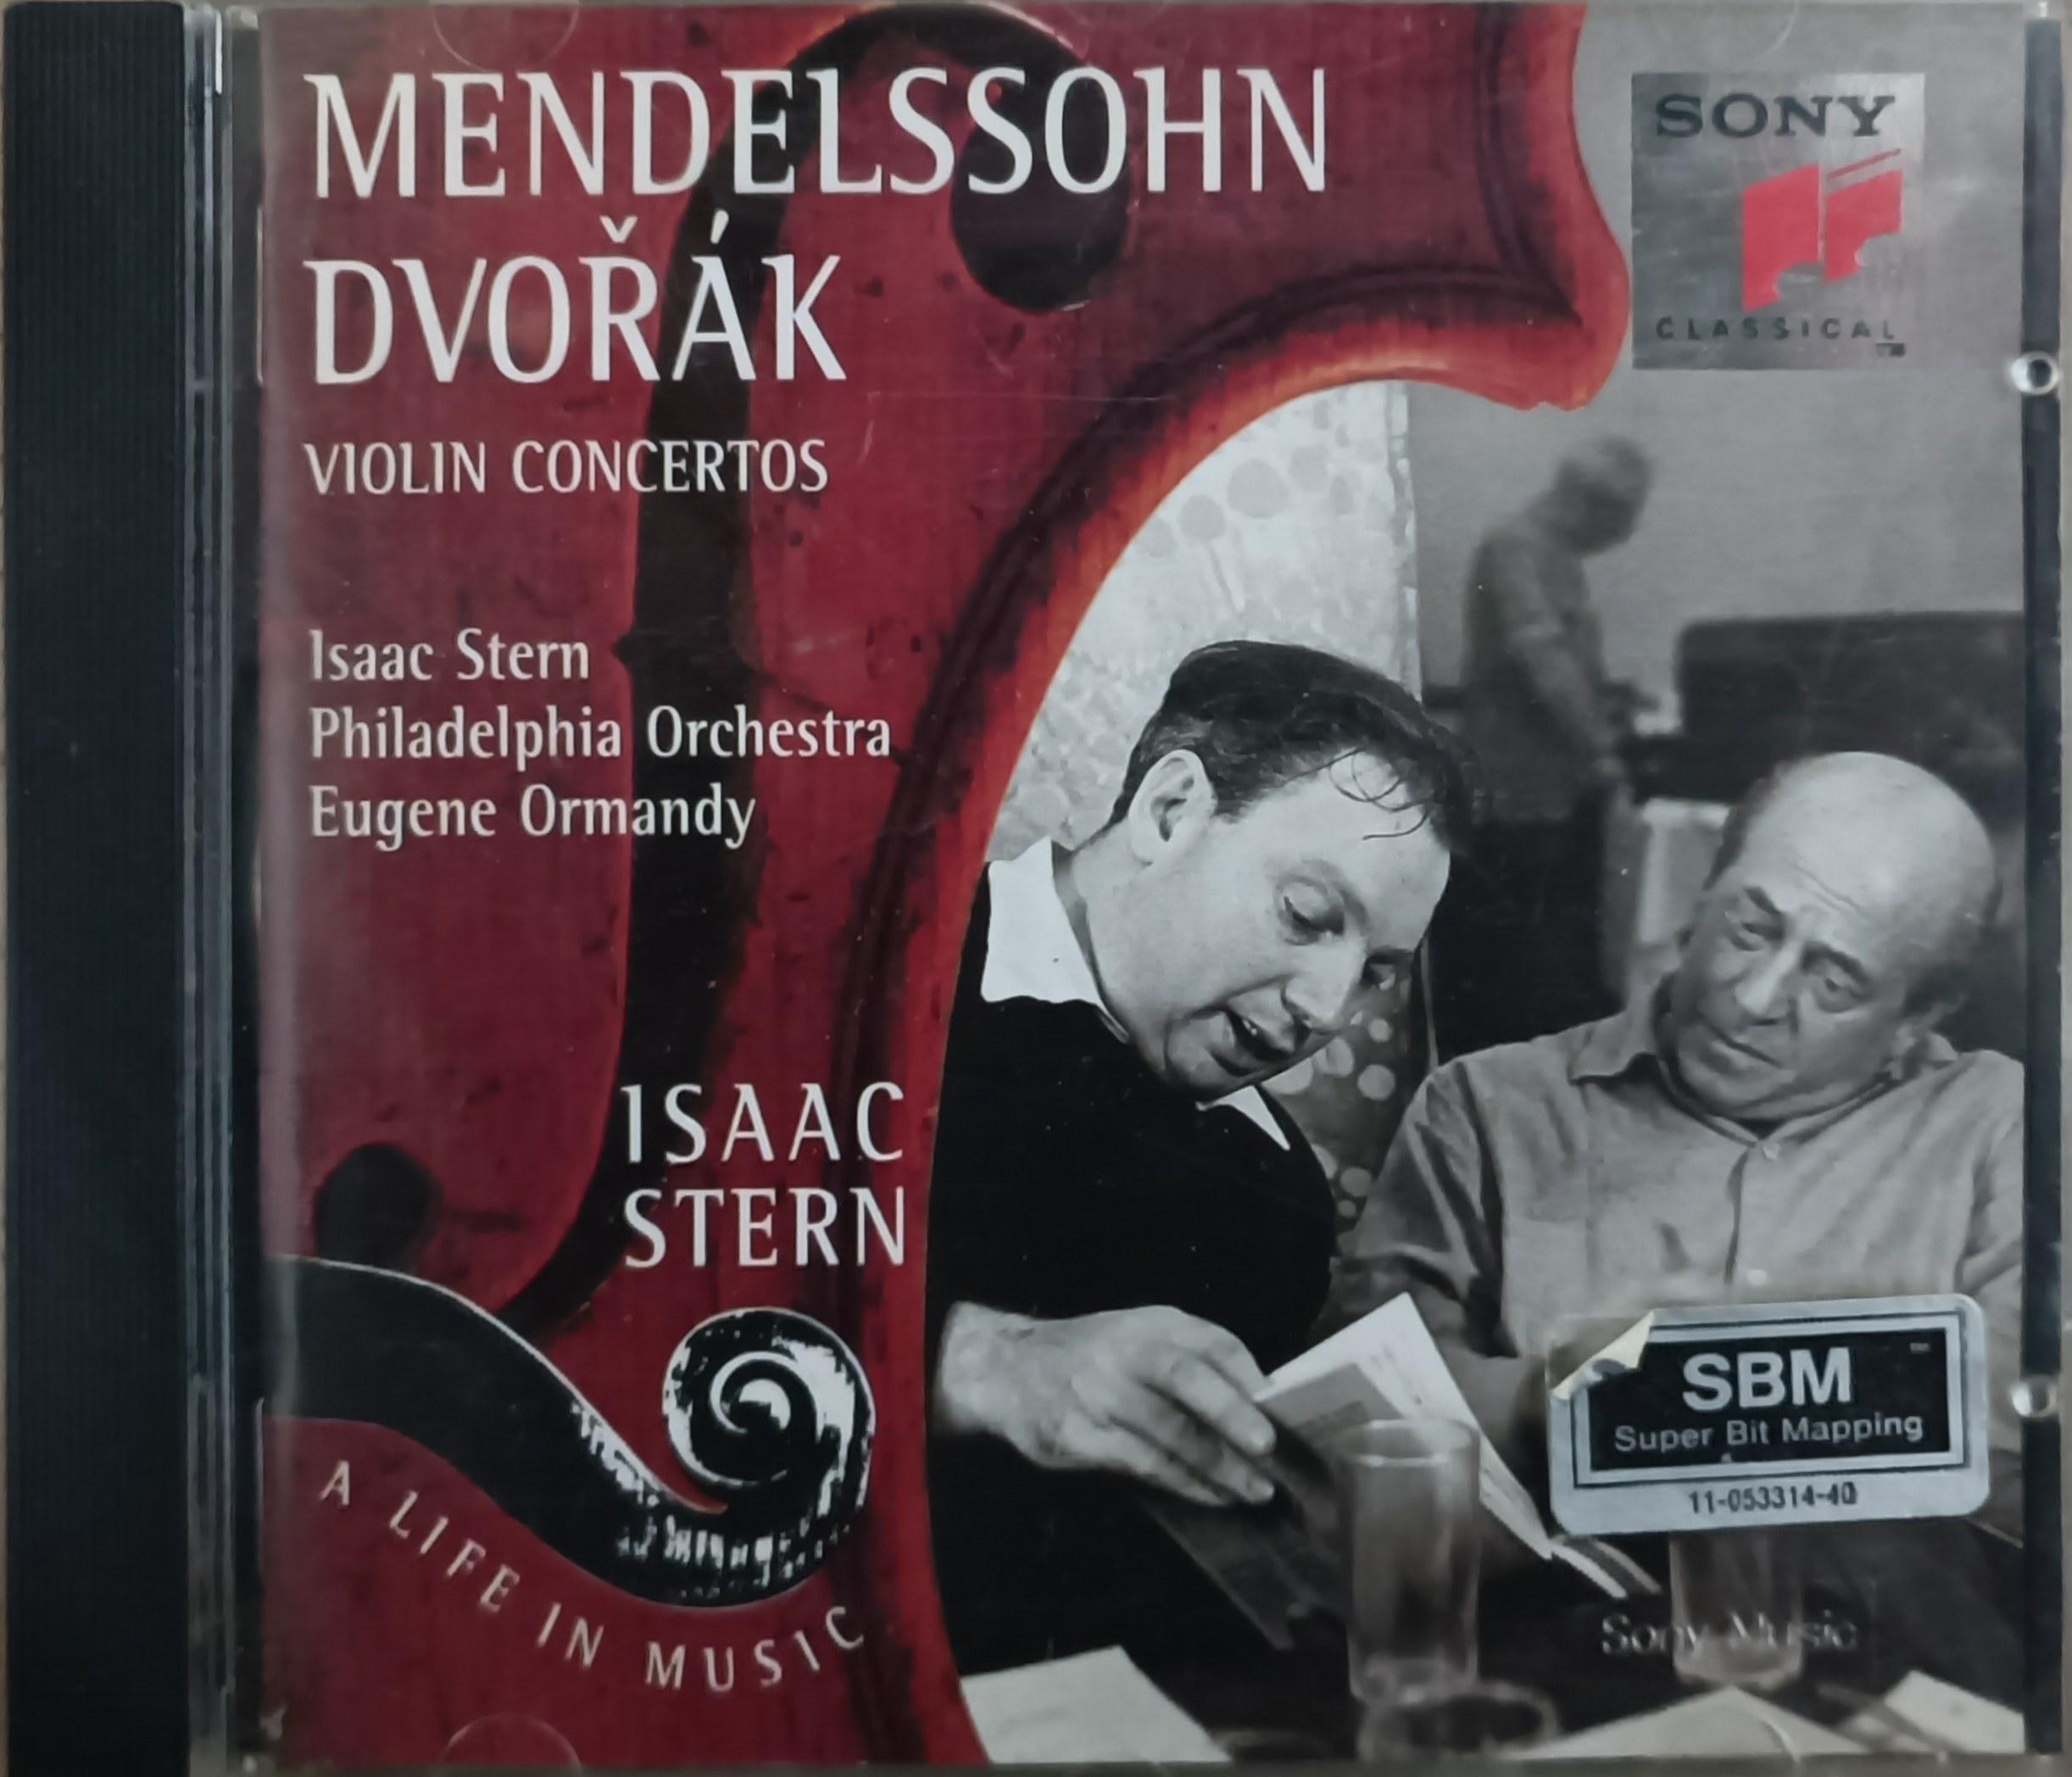 MENDELSSOHN
DVOŘÁK
VIOLIN CONCERTOS
Isaac Stern
Philadelphia Orchestra
Eugene Ormandy
ISAAC
STERN
A LIFE IN MUSIC
SONY
CLASSICAL
TM
SBM
Super Bit Mapping
11-053314-40
Sony Music